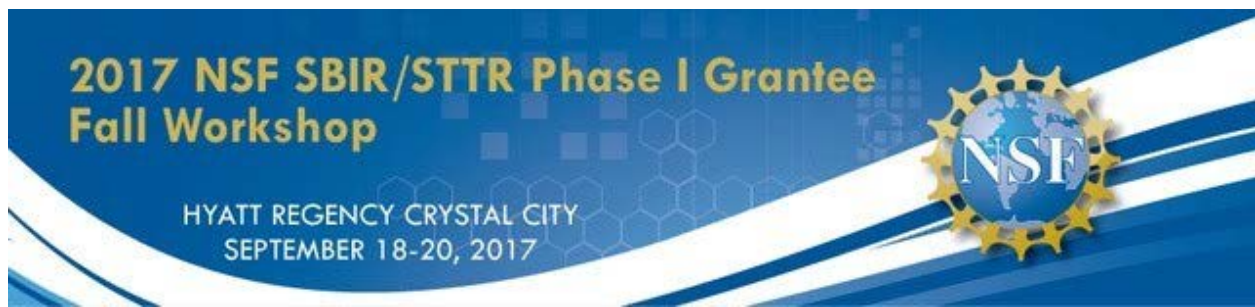 2017 NSF SBIR/STTR Phase I Grantee
Fall Workshop
HYATT REGENCY CRYSTAL CITY
SEPTEMBER 18-20, 2017
NSF